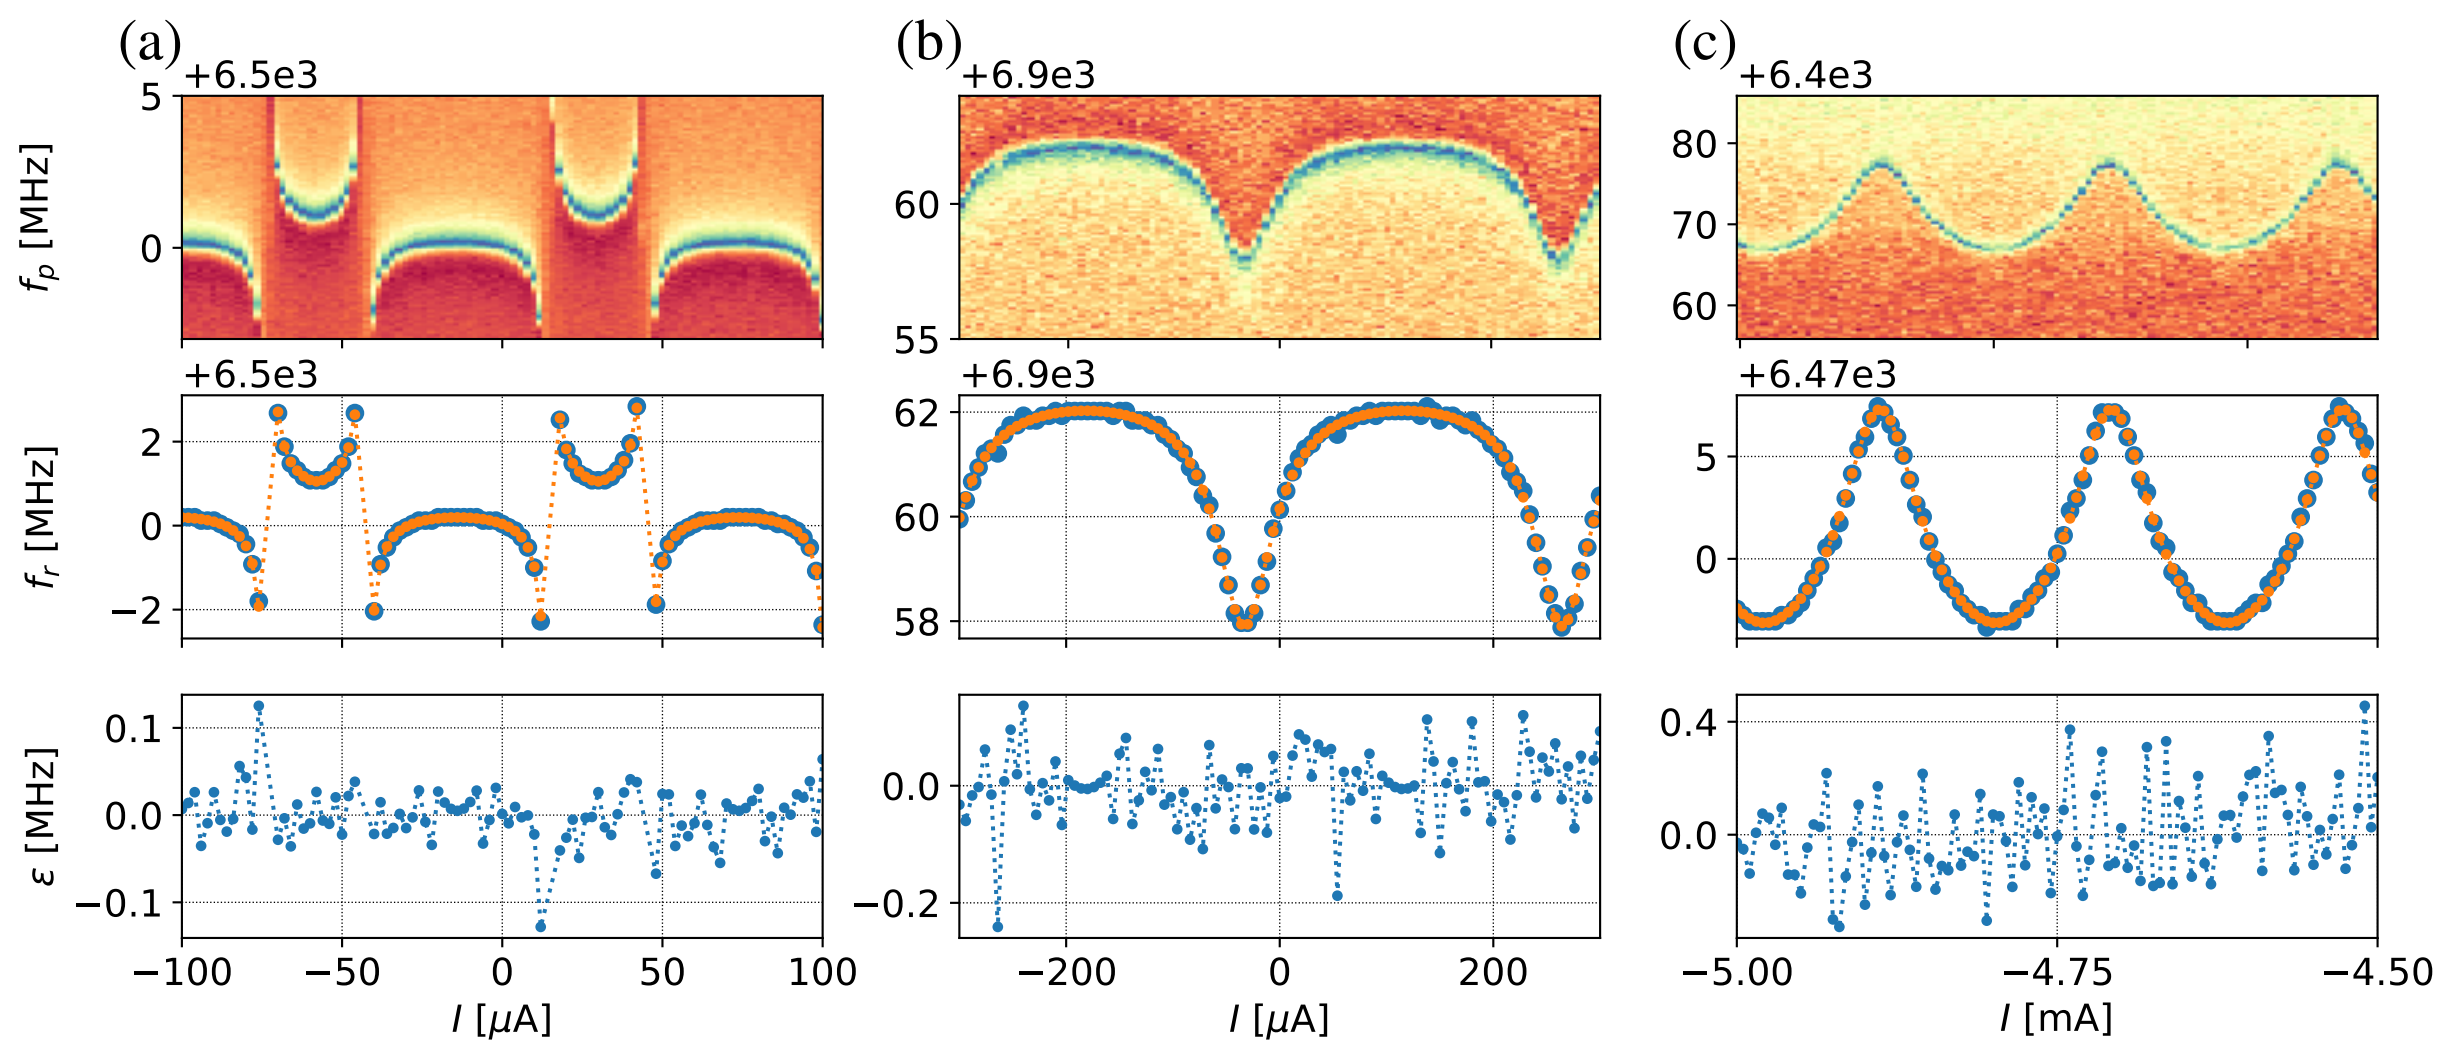 (a)
(b)
(c)
+6.5e3
+6.9e3
+6.4e3
5
0
f_p [MHz]
60
55
80
70
60
+6.5e3
+6.9e3
+6.47e3
2
0
−2
f_r [MHz]
62
60
58
5
0
0.1
0.0
−0.1
ε [MHz]
0.0
−0.2
0.4
0.0
−100
−50
0
50
100
−200
0
200
−5.00
−4.75
−4.50
I [μA]
I [μA]
I [mA]